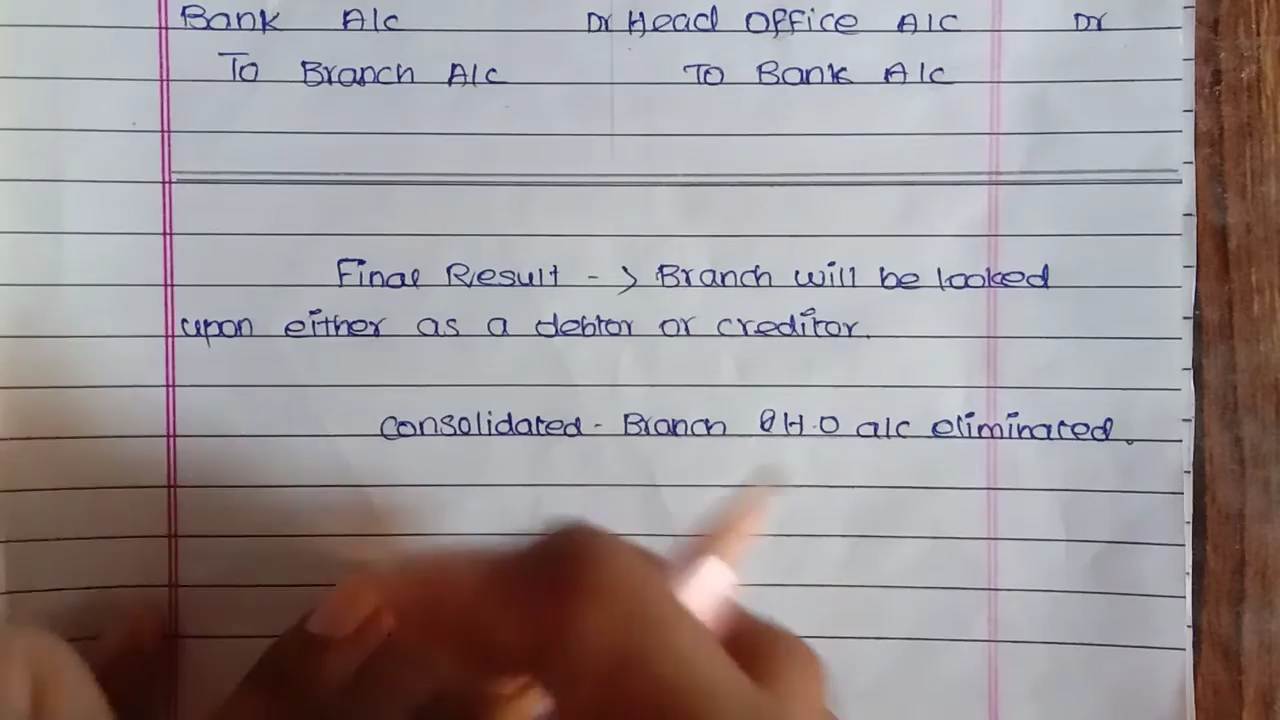 Bank A/c Dr Head Office A/c Dr
To Branch A/c To Bank A/c
Final Result -> Branch will be looked
upon either as a debtor or creditor.
Consolidated - Branch & H.O a/c eliminated.